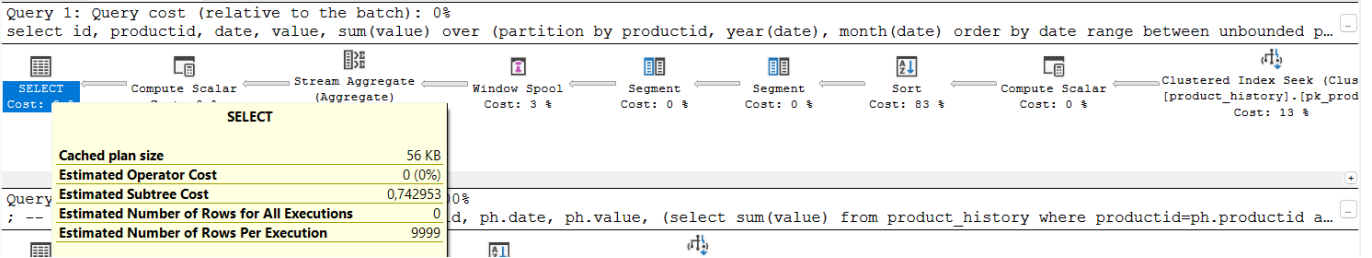 Query 1: Query cost (relative to the batch): 0%
select id, productid, date, value, sum(value) over (partition by productid, year(date), month(date) order by date range between unbounded p…
SELECT
Cost:
Compute Scalar
Stream Aggregate
(Aggregate)
Window Spool
Cost: 3 %
Segment
Cost: 0 %
Segment
Cost: 0 %
Sort
Cost: 83 %
Compute Scalar
Cost: 0 %
Clustered Index Seek (Clus
[product_history].[pk_prod
Cost: 13 %
SELECT
Cached plan size 56 KB
Estimated Operator Cost 0 (0%)
Estimated Subtree Cost 0,742953
Estimated Number of Rows for All Executions 0
Estimated Number of Rows Per Execution 9999
Query 00%
; -- d, ph.date, ph.value, (select sum(value) from product_history where productid=ph.productid a…